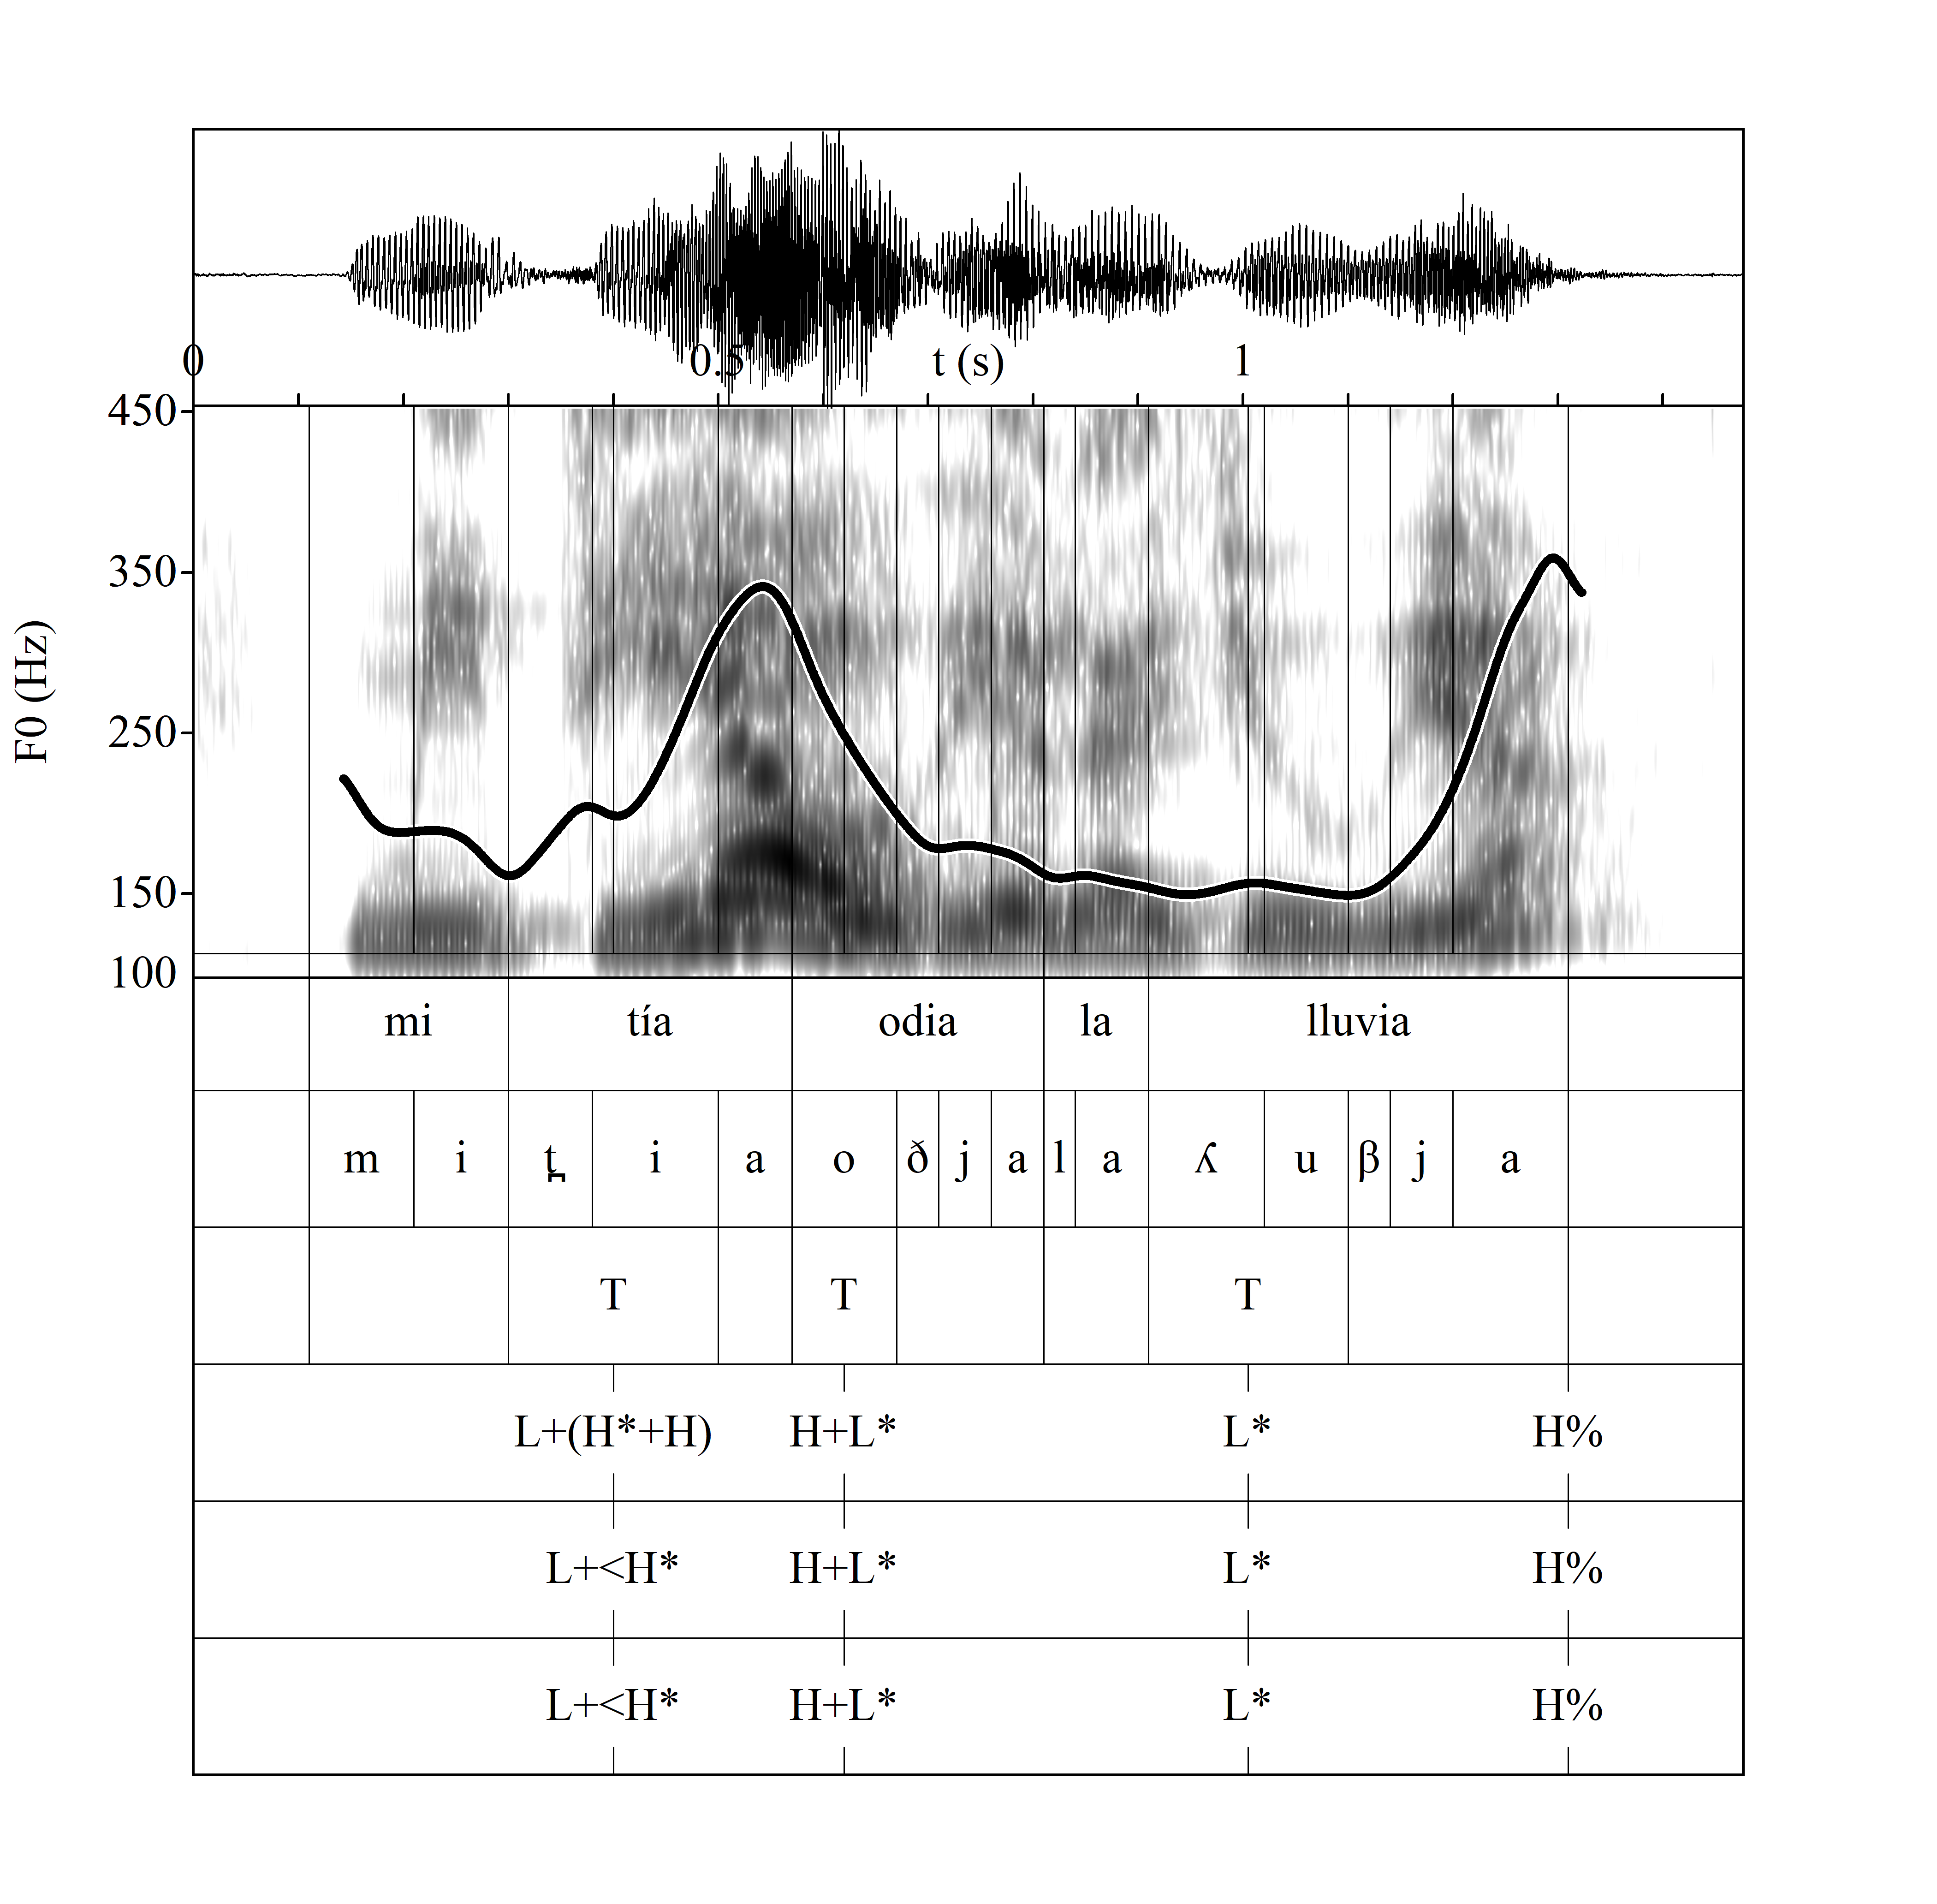 0 0.5 t (s) 1
450
350
250
150
100
F0 (Hz)
mi tía odia la lluvia
m i t̪ i a o ð j a l a ʎ u β j a
T T T
L+(H*+H) H+L* L* H%
L+<H* H+L* L* H%
L+<H* H+L* L* H%